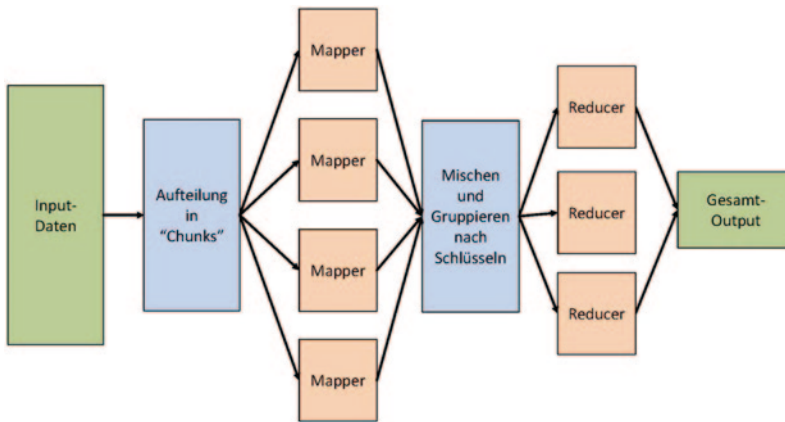 Input-
Daten
Aufteilung
in
“Chunks”
Mapper
Mapper
Mapper
Mapper
Mischen
und
Gruppieren
nach
Schlüsseln
Reducer
Reducer
Reducer
Gesamt-
Output